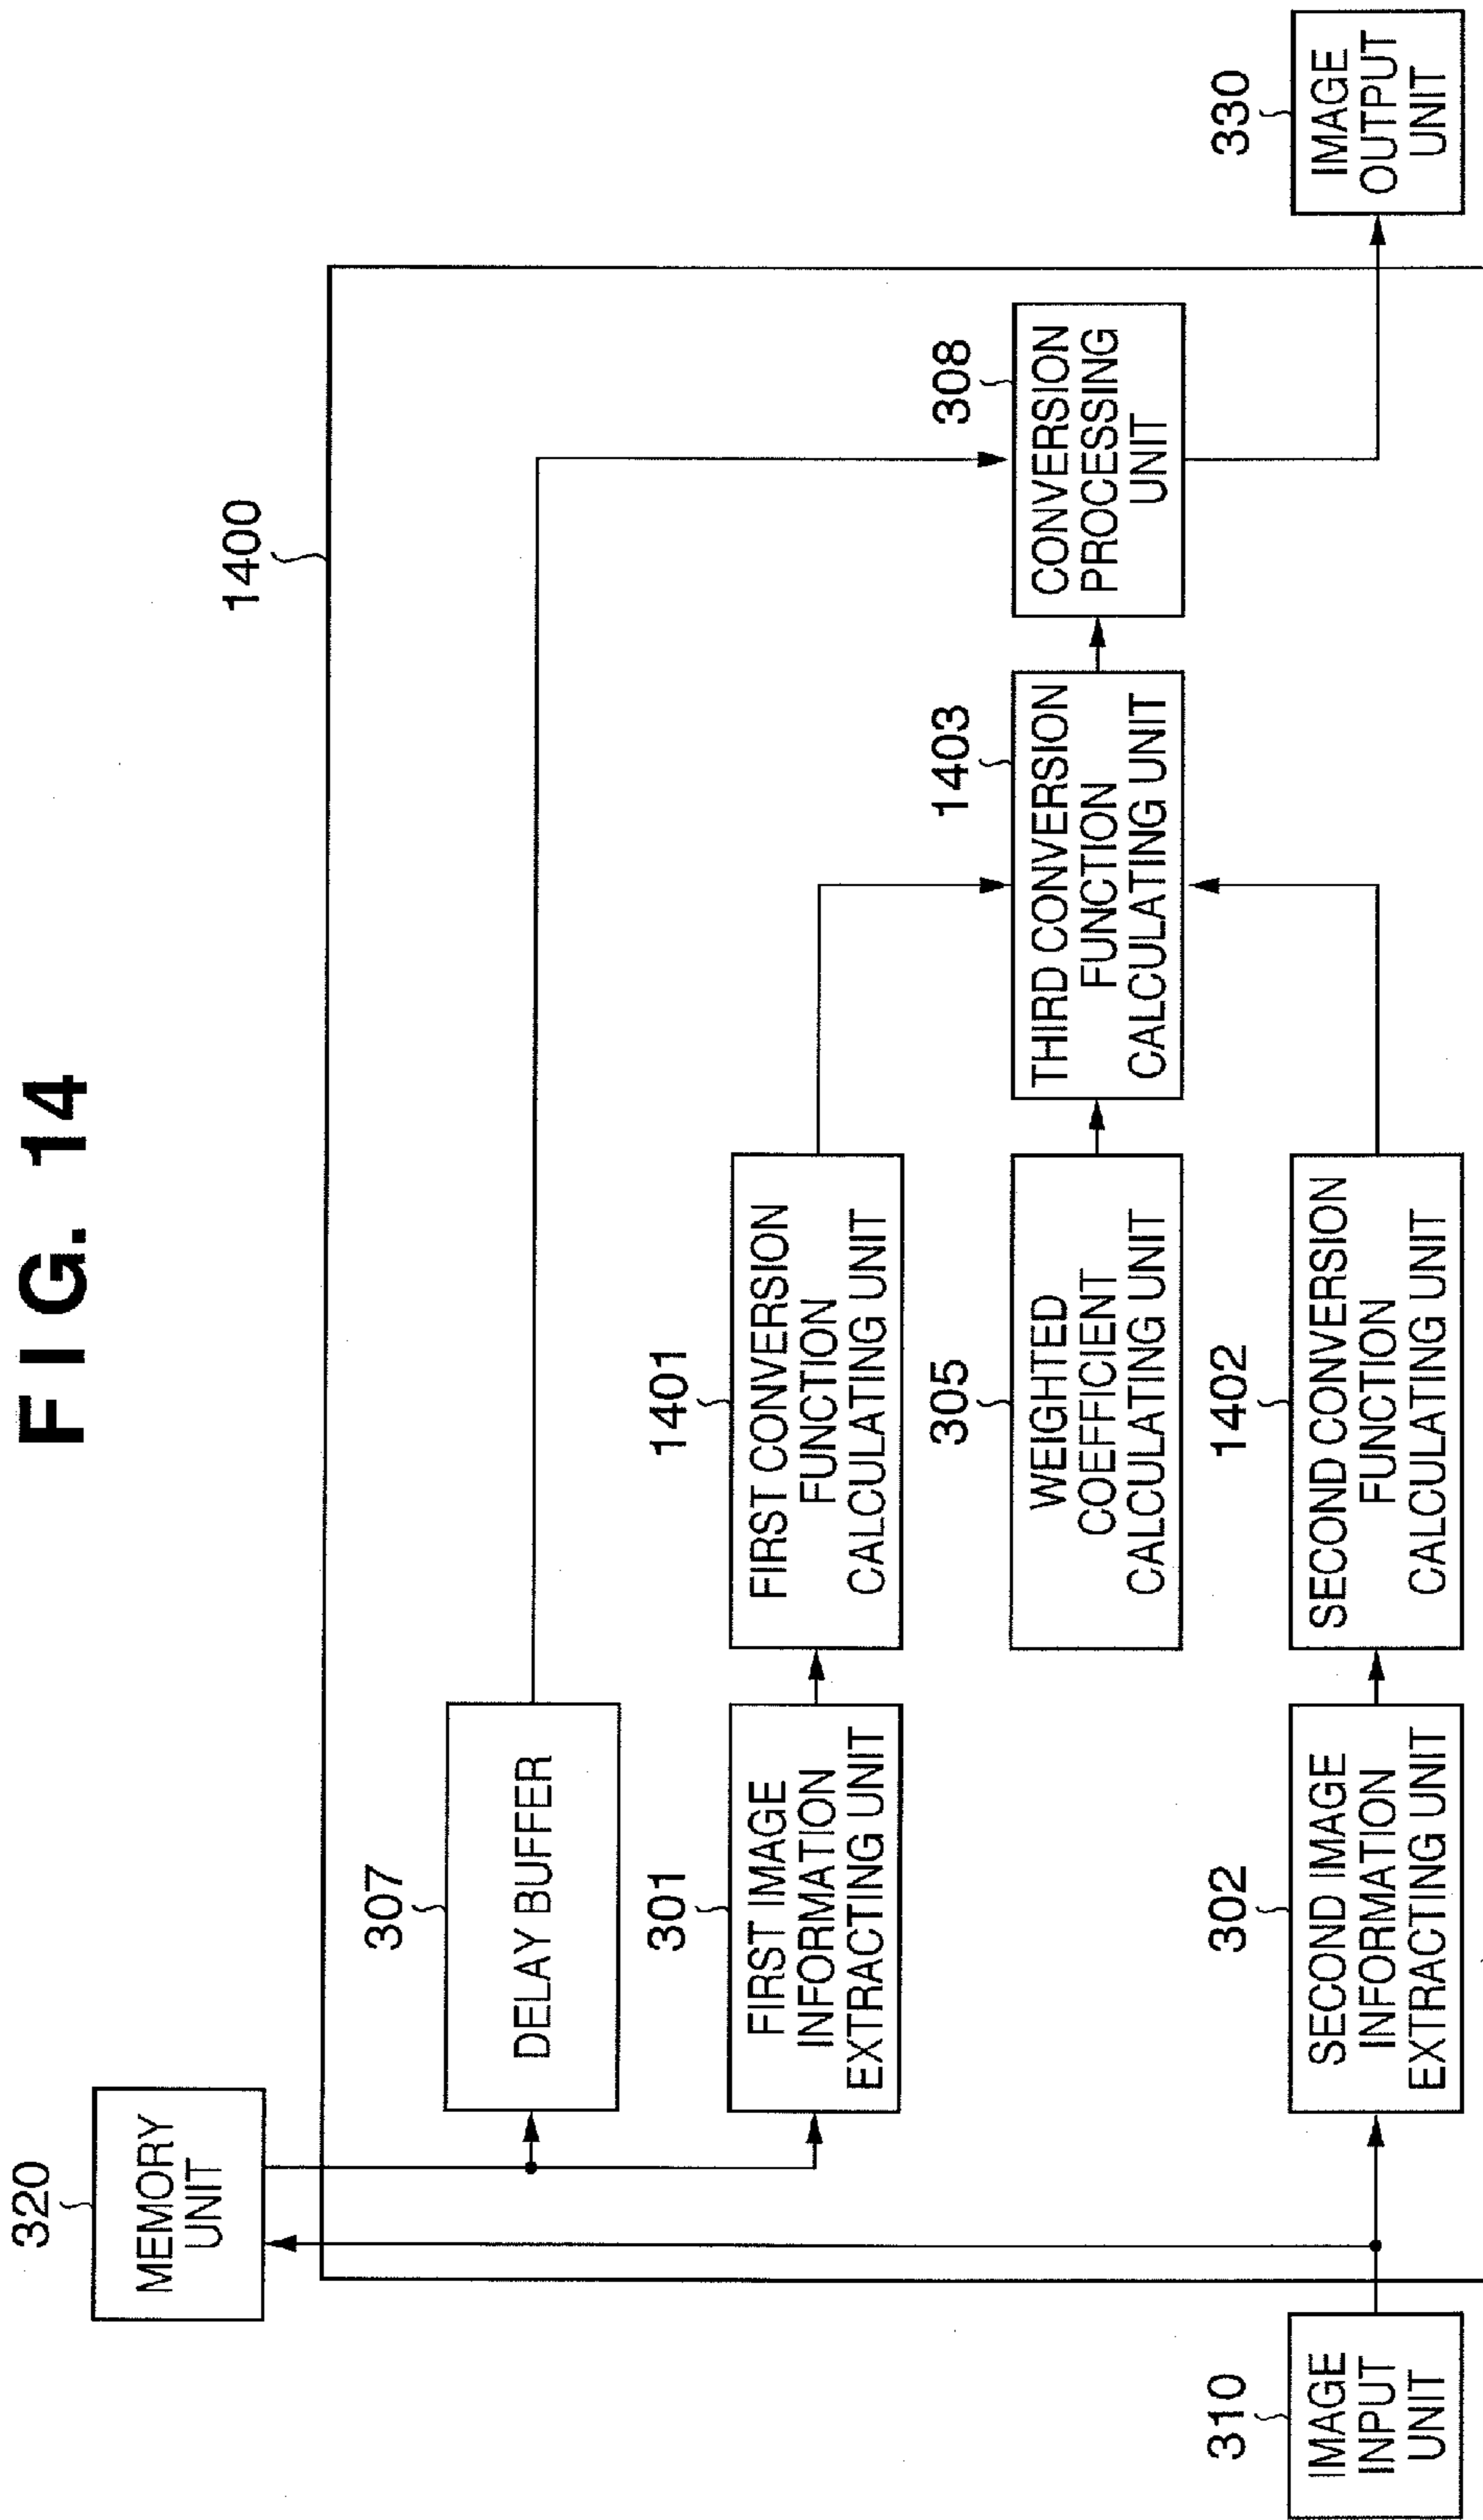 FIG. 14
320
MEMORY
UNIT
1400
307
DELAY BUFFER
301
FIRST IMAGE
INFORMATION
EXTRACTING UNIT
1401
FIRST CONVERSION
FUNCTION
CALCULATING UNIT
305
WEIGHTED
COEFFICIENT
CALCULATING UNIT
1403
THIRD CONVERSION
FUNCTION
CALCULATING UNIT
308
CONVERSION
PROCESSING
UNIT
310
IMAGE
INPUT
UNIT
302
SECOND IMAGE
INFORMATION
EXTRACTING UNIT
1402
SECOND CONVERSION
FUNCTION
CALCULATING UNIT
330
IMAGE
OUTPUT
UNIT